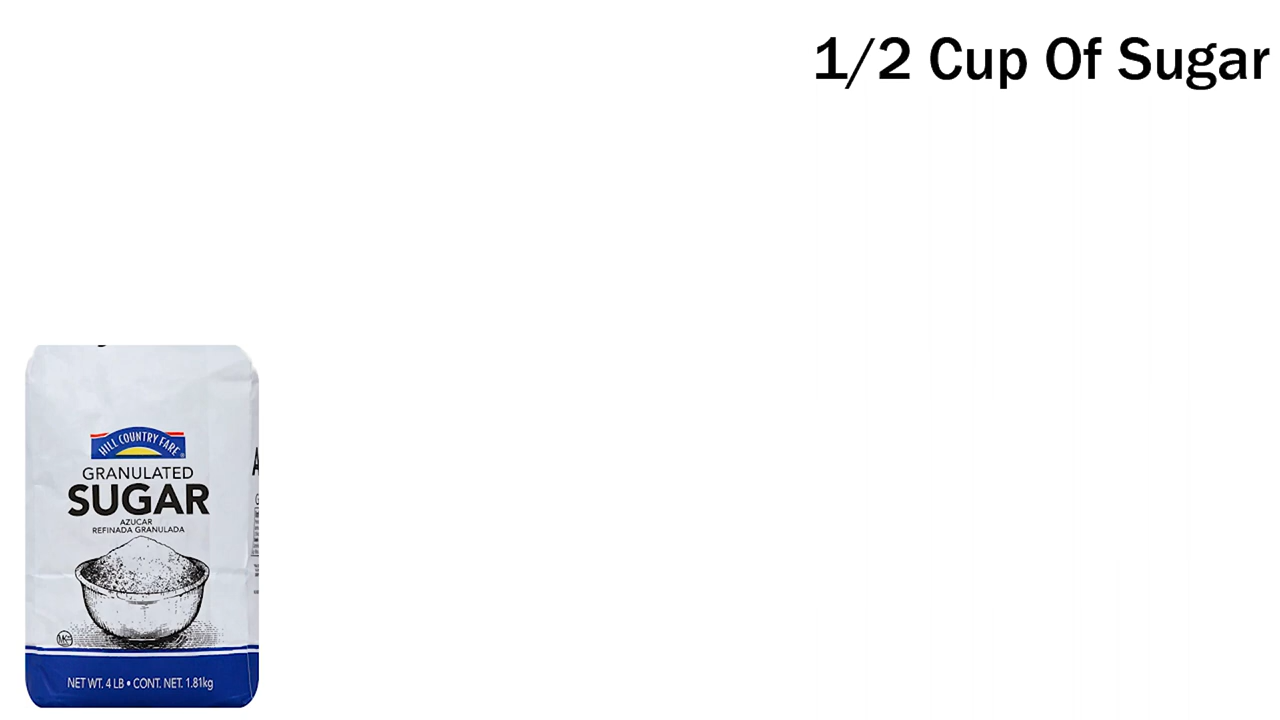 1/2 Cup Of Sugar
HILL COUNTRY FARE
GRANULATED
SUGAR
AZUCAR
REFINADA GRANULADA
NET WT. 4 LB • CONT. NET. 1.81kg